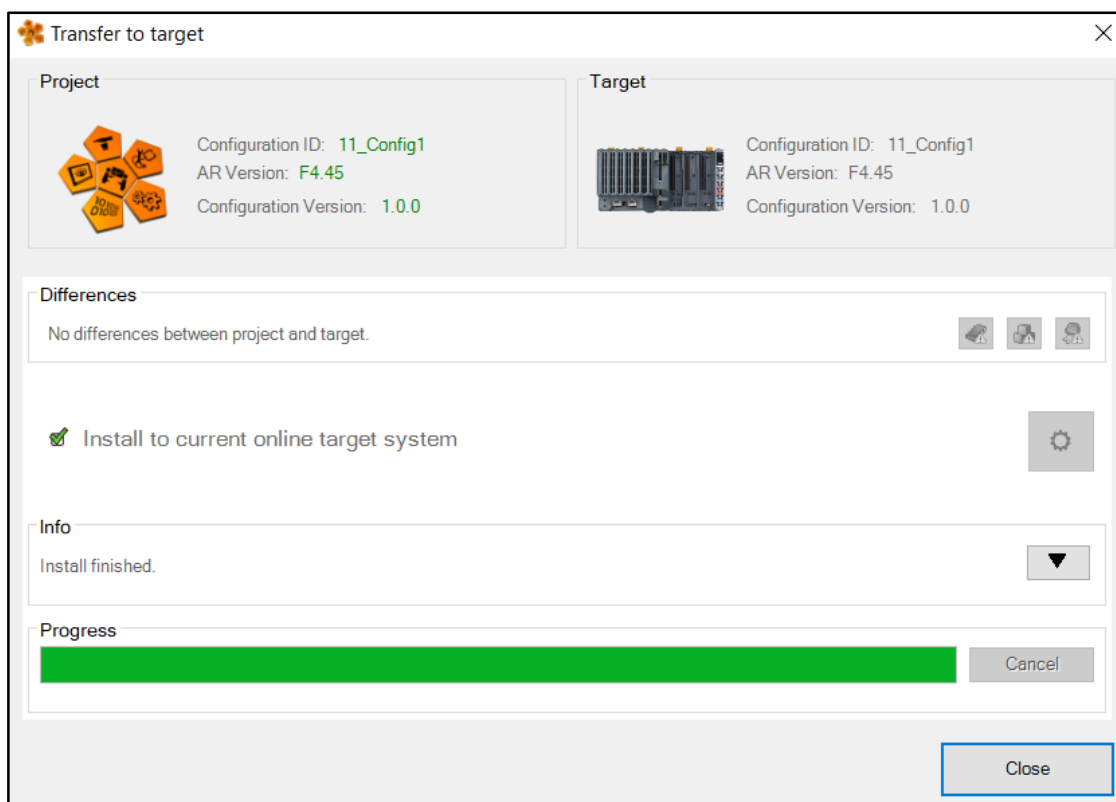 Transfer to target
Project
Configuration ID: 11_Config1
AR Version: F4.45
Configuration Version: 1.0.0
Target
Configuration ID: 11_Config1
AR Version: F4.45
Configuration Version: 1.0.0
Differences
No differences between project and target.
Install to current online target system
Info
Install finished.
Progress
Cancel
Close